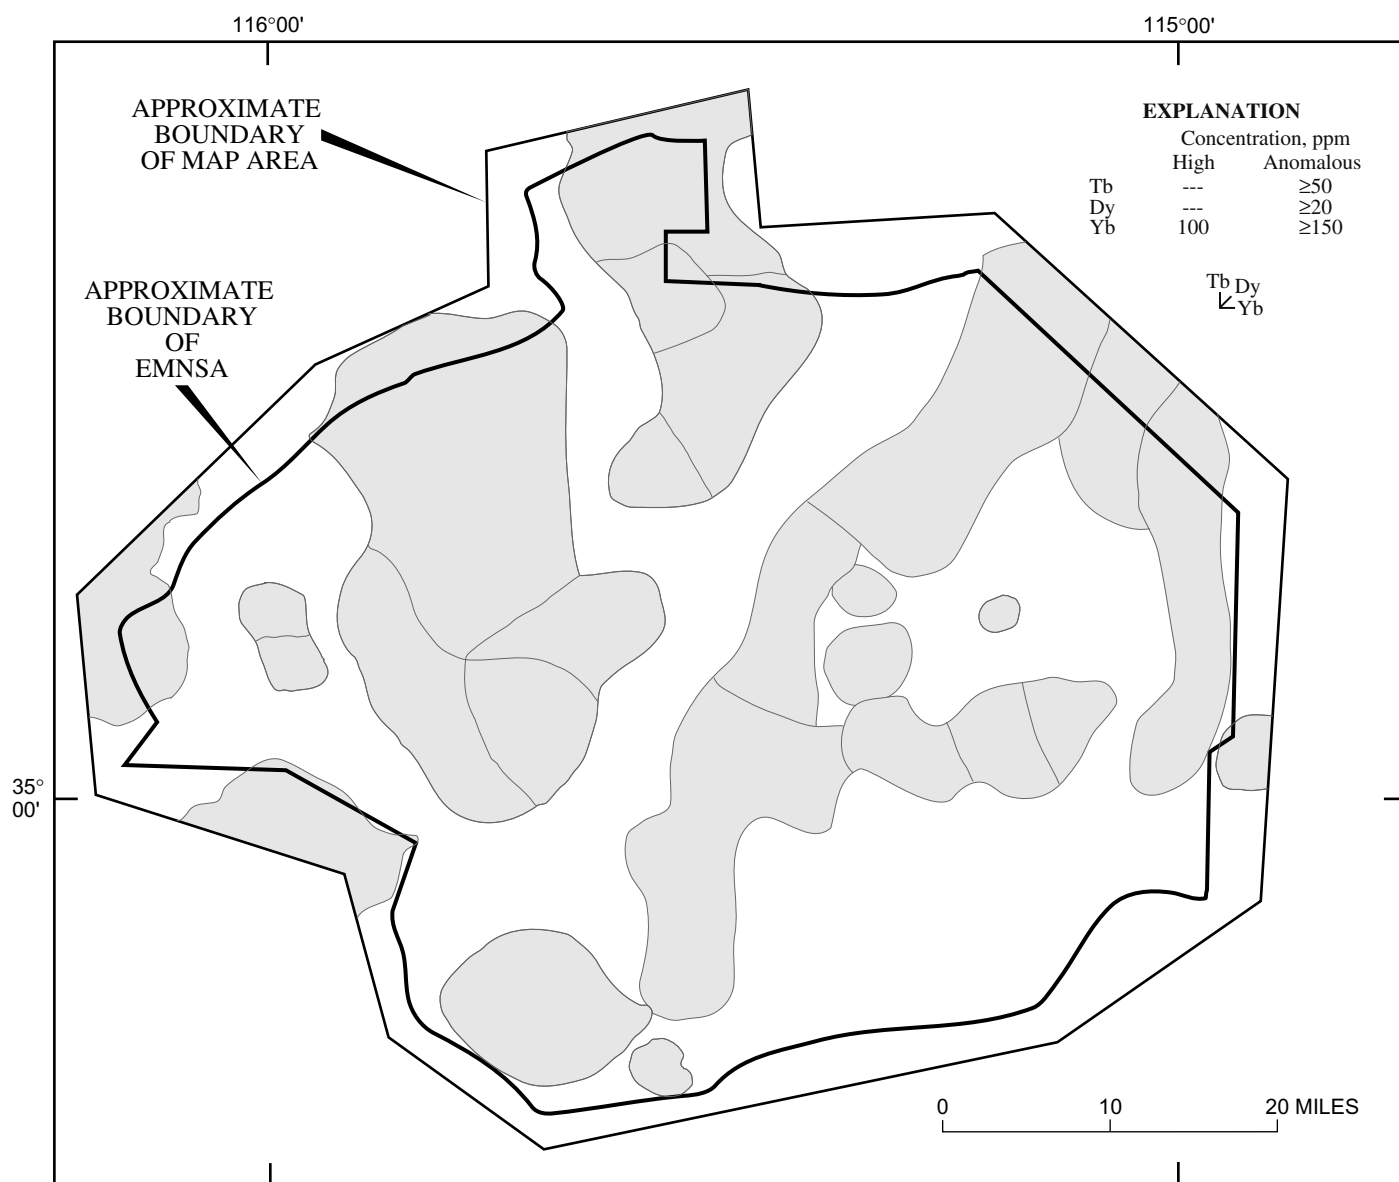 116°00'
115°00'
APPROXIMATE
BOUNDARY
OF MAP AREA
EXPLANATION
Concentration, ppm
High Anomalous
Tb --- ≥50
Dy --- ≥20
Yb 100 ≥150
Tb Dy
Yb
APPROXIMATE
BOUNDARY
OF
EMNSA
35°
00'
0 10 20 MILES